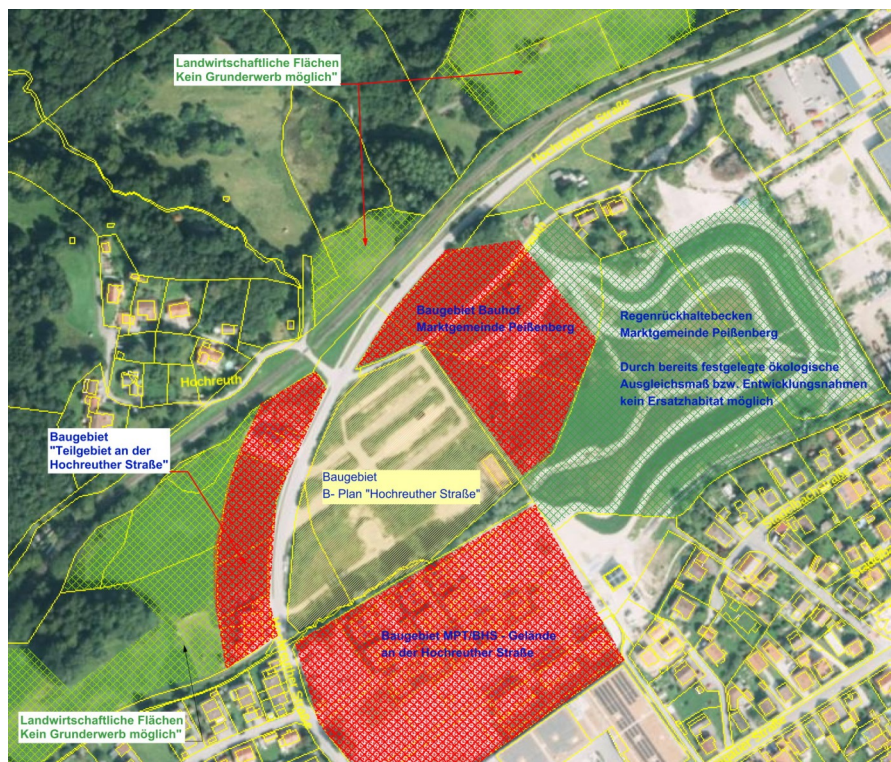 Landwirtschaftliche Flächen
Kein Grunderwerb möglich"
Baugebiet Bauhof
Marktgemeinde Peißenberg
Regenrückhaltebecken
Marktgemeinde Peißenberg
Durch bereits festgelegte ökologische
Ausgleichsmaß bzw. Entwicklungsnahmen
kein Ersatzhabitat möglich
Hochreuth
Baugebiet
"Teilgebiet an der
Hochreuther Straße"
Baugebiet
B- Plan "Hochreuther Straße"
Baugebiet MPT/BHS - Gelände
an der Hochreuther Straße
Landwirtschaftliche Flächen
Kein Grunderwerb möglich"